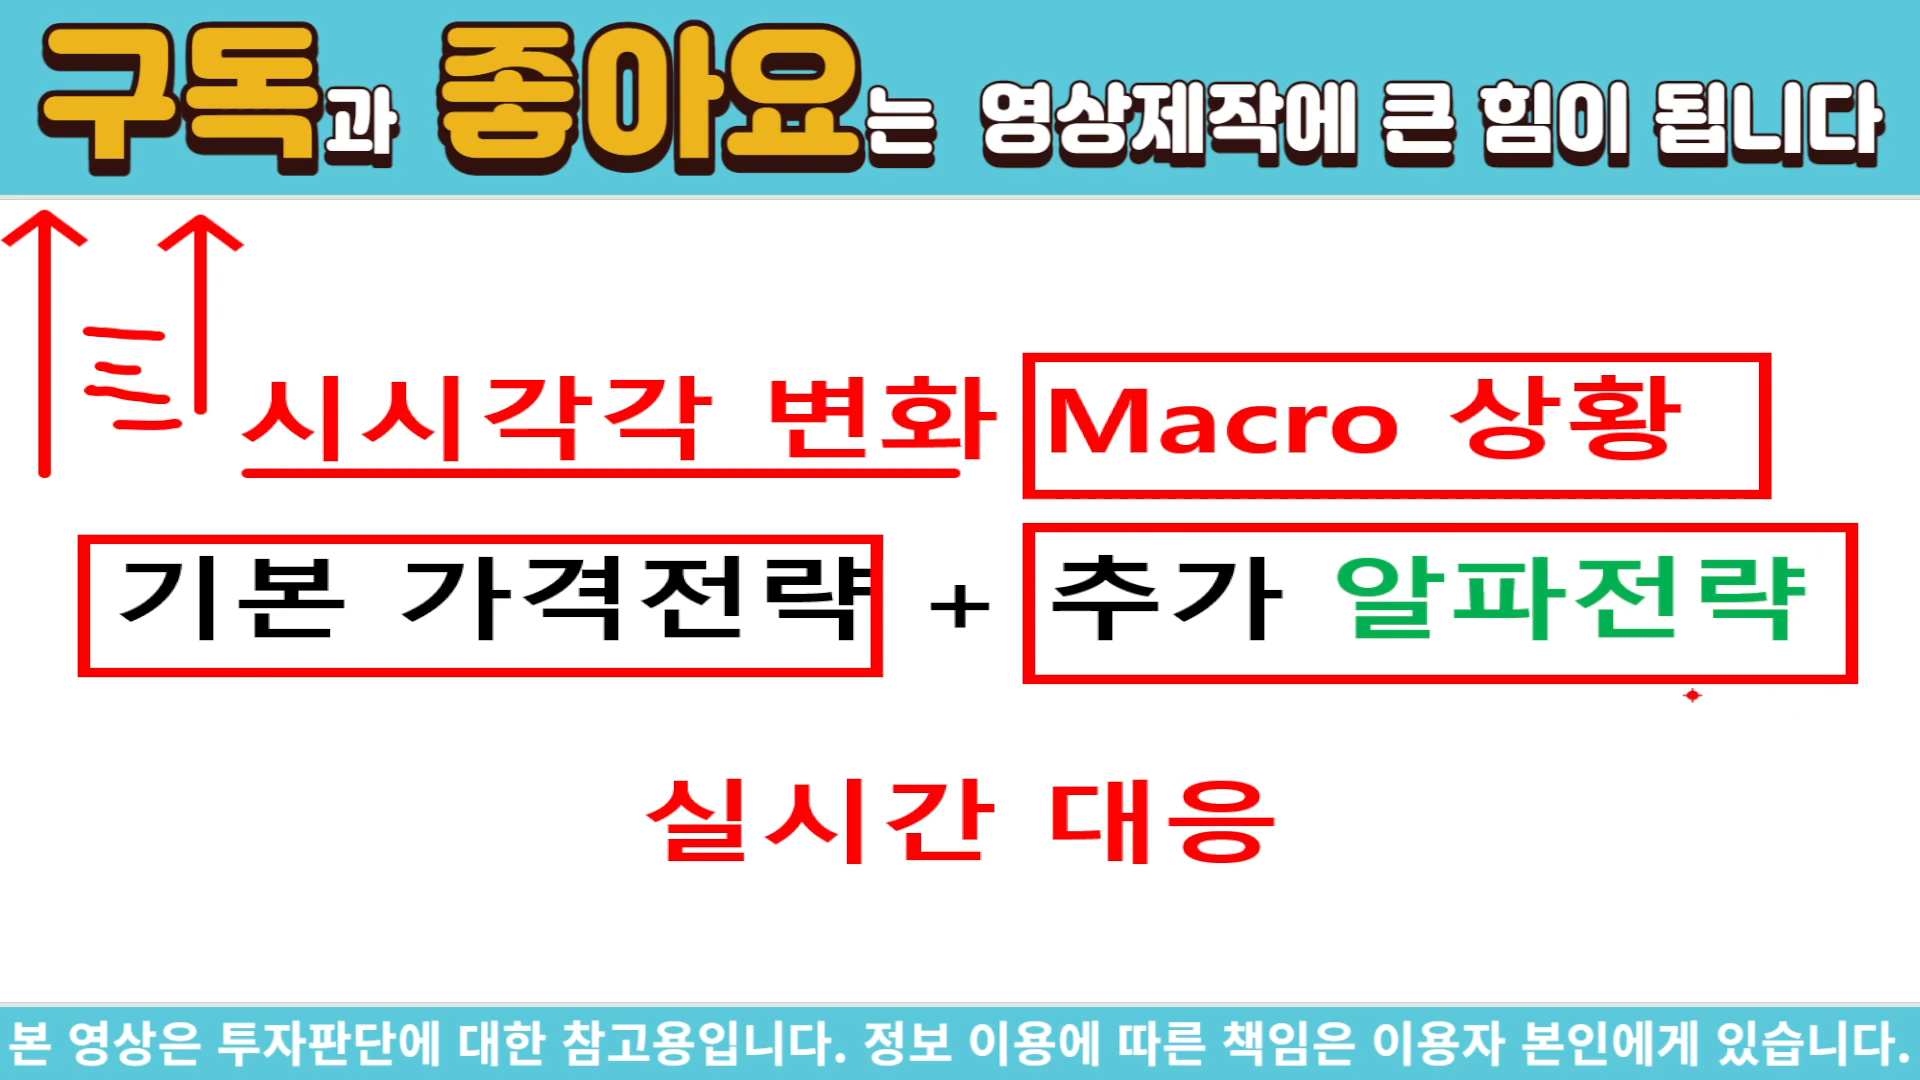 구독과 좋아요는 영상제작에 큰 힘이 됩니다
시시각각 변화 Macro 상황
기본 가격전략 + 추가 알파전략
실시간 대응
본 영상은 투자판단에 대한 참고용입니다. 정보 이용에 따른 책임은 이용자 본인에게 있습니다.